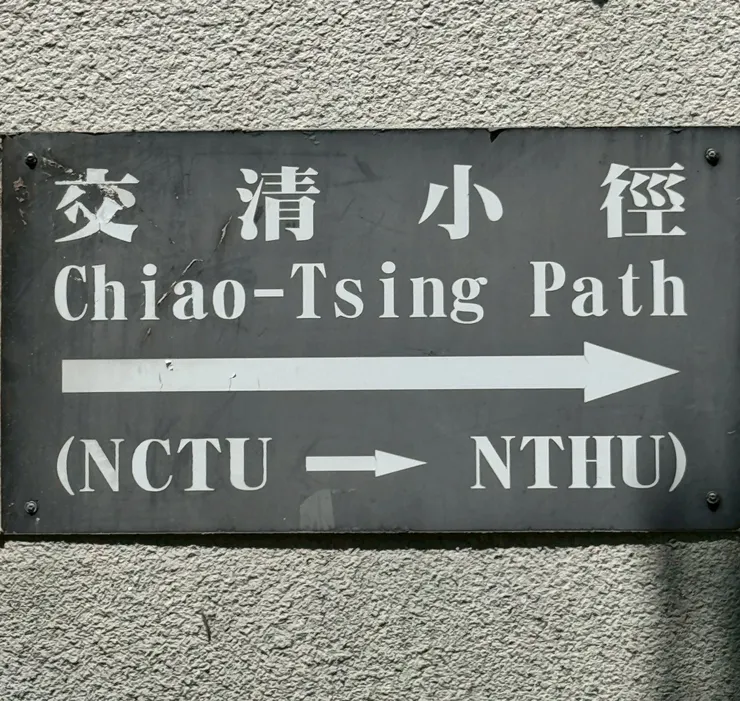 交清小徑
Chiao-Tsing Path
(NCTU → NTHU)